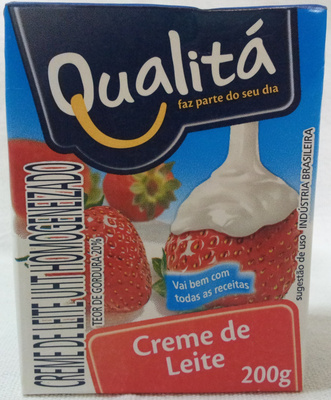 Qualitá
faz parte do seu dia
CREME DE LEITE UHT HOMOGENEIZADO
TEOR DE GORDURA: 20%
Vai bem com
todas as receitas
sugestão de uso • INDÚSTRIA BRASILEIRA
Creme de
Leite
200g